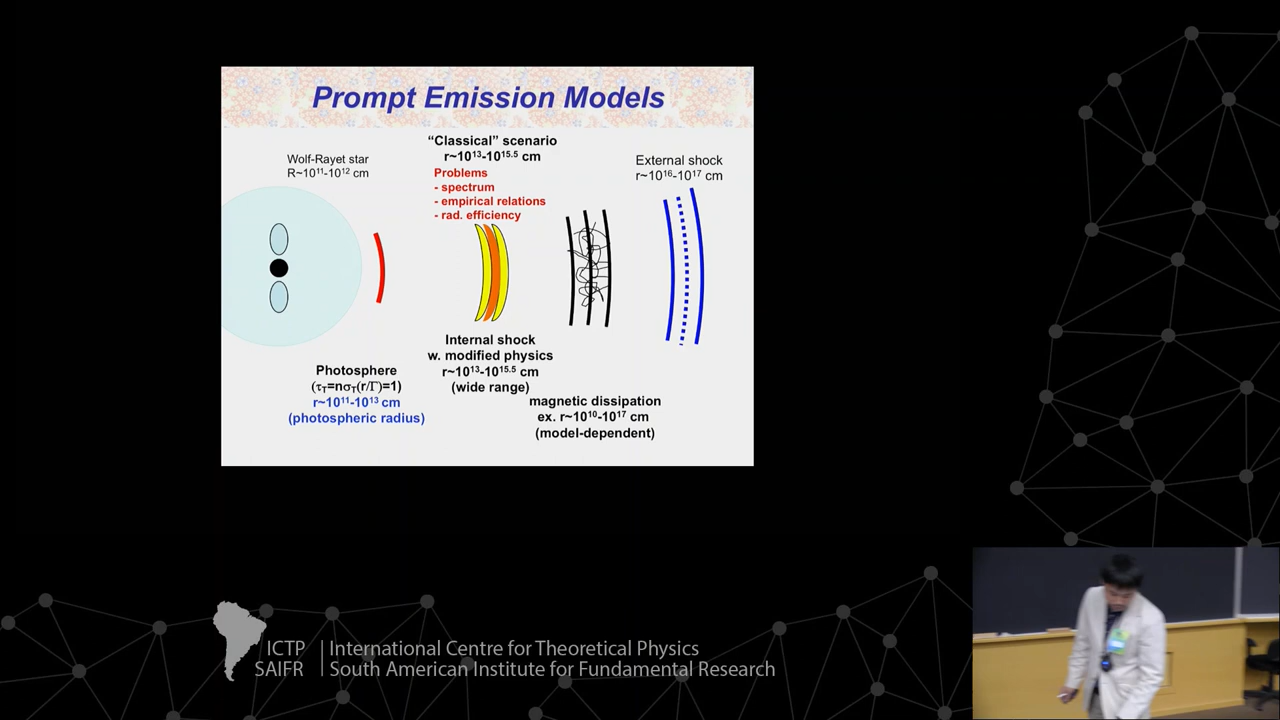 Prompt Emission Models
Wolf-Rayet star
R~10¹¹-10¹² cm
“Classical” scenario
r~10¹³-10¹⁵·⁵ cm
Problems
- spectrum
- empirical relations
- rad. efficiency
External shock
r~10¹⁶-10¹⁷ cm
Photosphere
(τT=nσT(r/Γ)=1)
r~10¹¹-10¹³ cm
(photospheric radius)
Internal shock
w. modified physics
r~10¹³-10¹⁵·⁵ cm
(wide range)
magnetic dissipation
ex. r~10¹⁰-10¹⁷ cm
(model-dependent)
ICTP | International Centre for Theoretical Physics
SAIFR | South American Institute for Fundamental Research